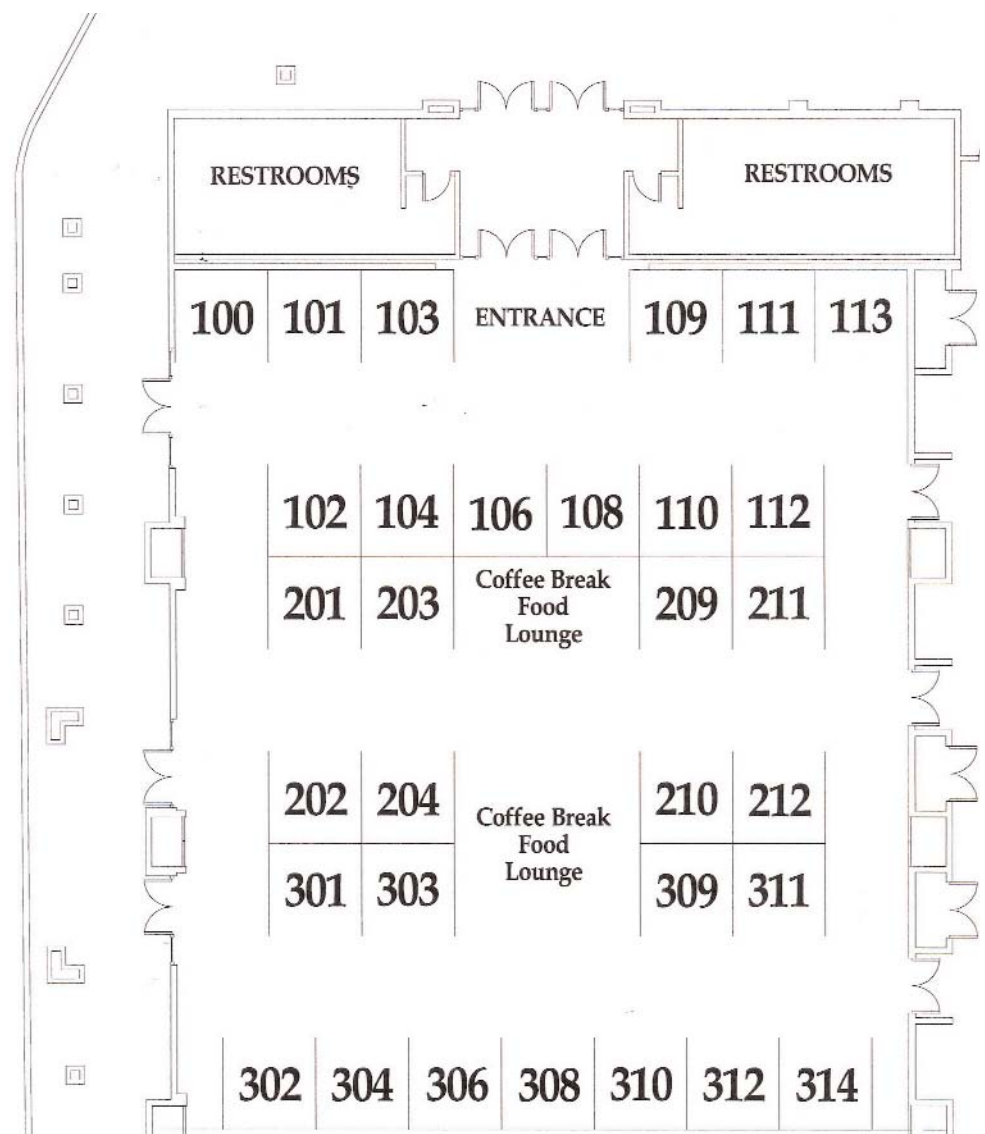 RESTROOMS RESTROOMS
100 101 103 ENTRANCE 109 111 113
102 104 106 108 110 112
201 203 Coffee Break 209 211
Food
Lounge
202 204 Coffee Break 210 212
Food
Lounge
301 303 309 311
302 304 306 308 310 312 314